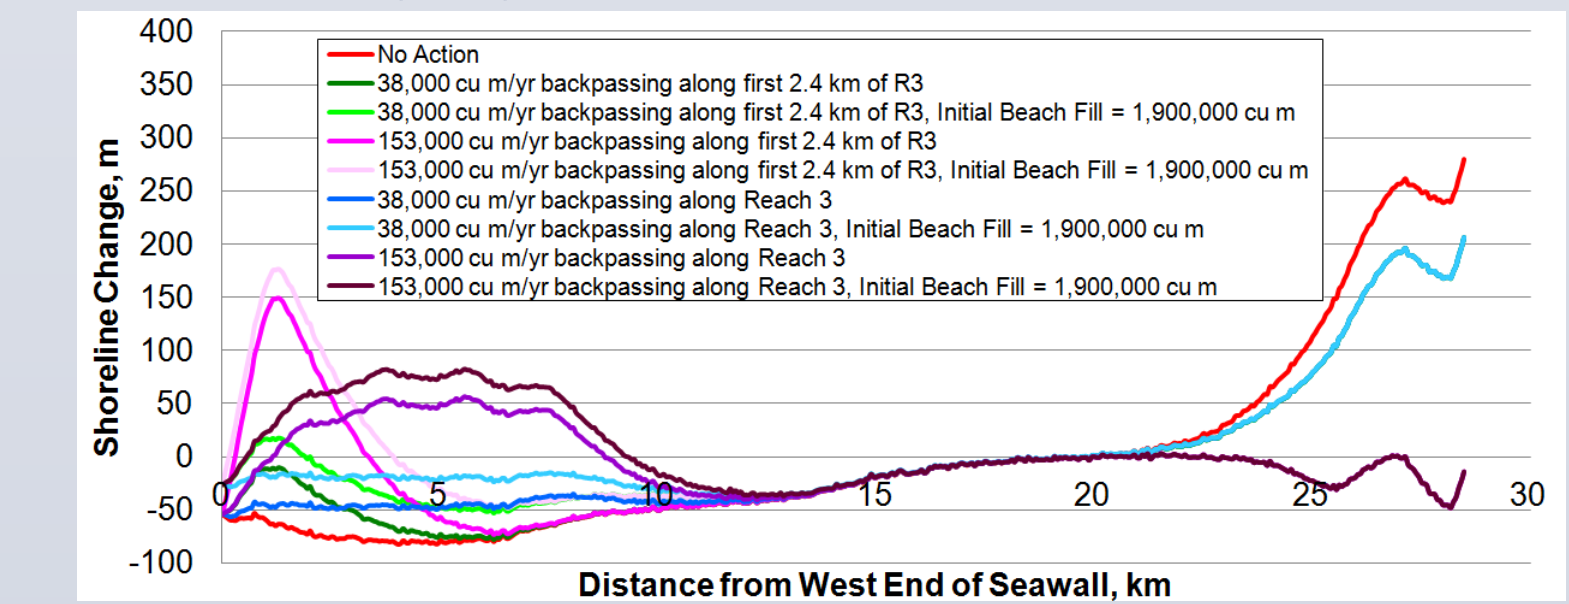 400
350
300
250
200
150
100
50
0
-50
-100
Shoreline Change, m
No Action
38,000 cu m/yr backpassing along first 2.4 km of R3
38,000 cu m/yr backpassing along first 2.4 km of R3, Initial Beach Fill = 1,900,000 cu m
153,000 cu m/yr backpassing along first 2.4 km of R3
153,000 cu m/yr backpassing along first 2.4 km of R3, Initial Beach Fill = 1,900,000 cu m
38,000 cu m/yr backpassing along Reach 3
38,000 cu m/yr backpassing along Reach 3, Initial Beach Fill = 1,900,000 cu m
153,000 cu m/yr backpassing along Reach 3
153,000 cu m/yr backpassing along Reach 3, Initial Beach Fill = 1,900,000 cu m
0 5 10 15 20 25 30
Distance from West End of Seawall, km